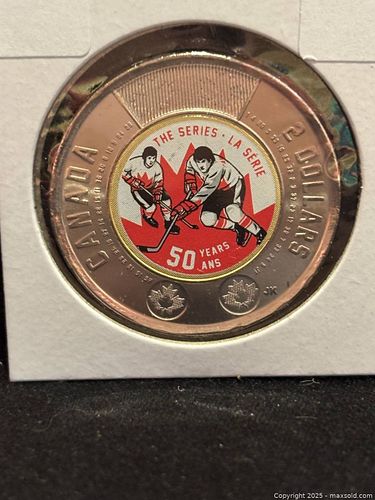 CANADA
2 DOLLARS
THE SERIES · LA SÉRIE
50 YEARS
ANS
JK
Copyright 2025 - maxsold.com